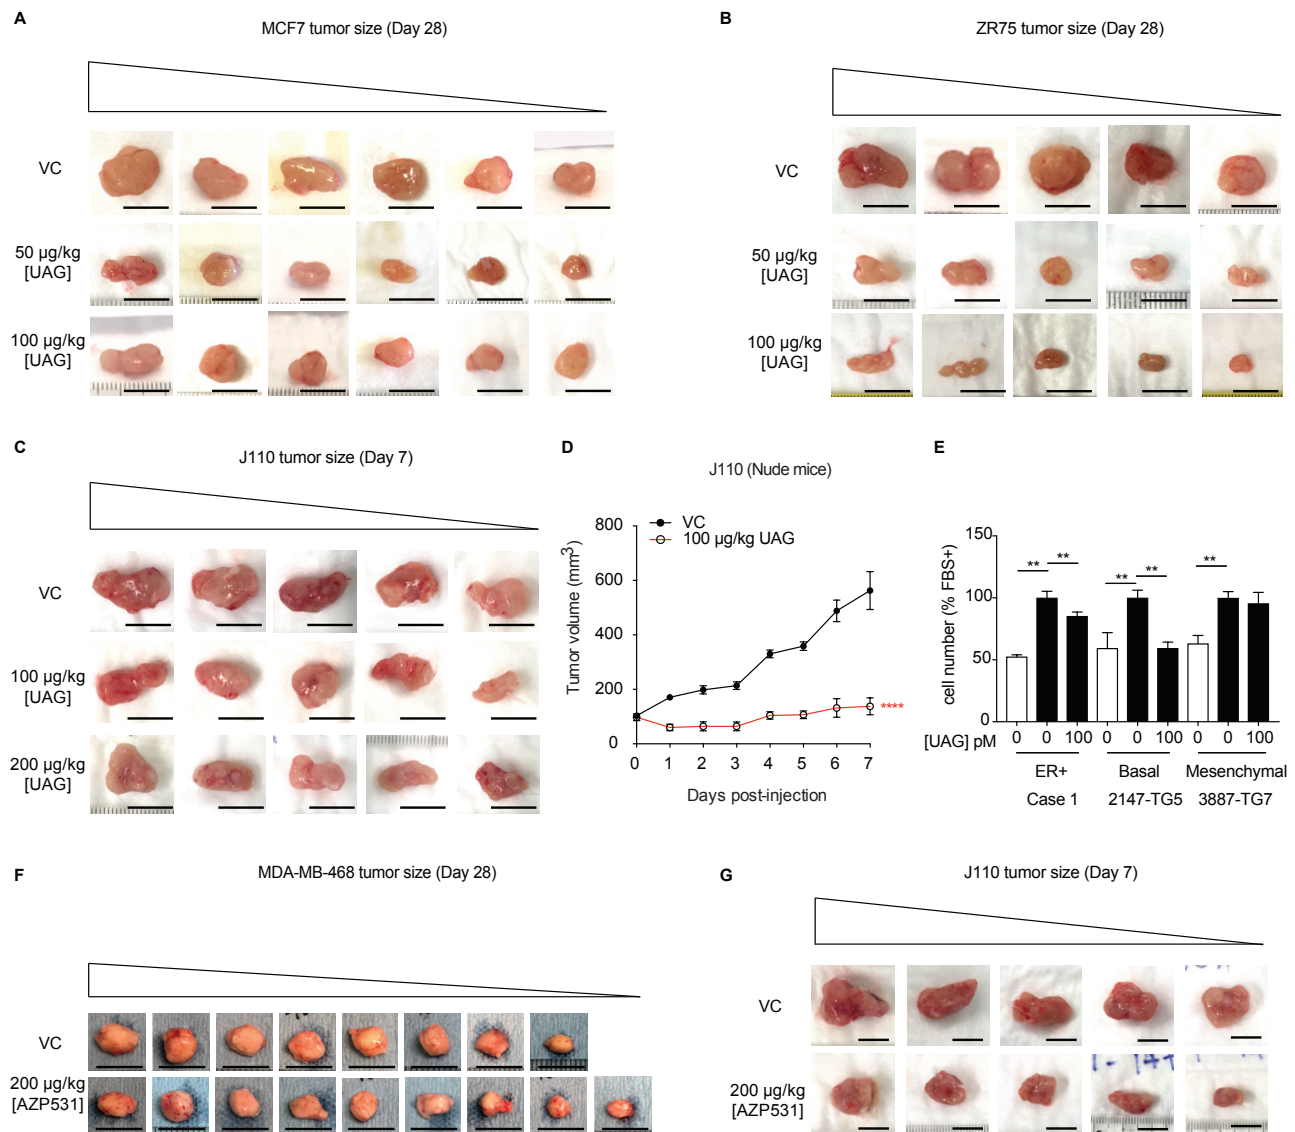 A
MCF7 tumor size (Day 28)
VC
50 µg/kg
[UAG]
100 µg/kg
[UAG]
B
ZR75 tumor size (Day 28)
VC
50 µg/kg
[UAG]
100 µg/kg
[UAG]
C
J110 tumor size (Day 7)
VC
100 µg/kg
[UAG]
200 µg/kg
[UAG]
D
J110 (Nude mice)
VC
100 µg/kg UAG
Tumor volume (mm³)
800
600
400
200
0
****
0 1 2 3 4 5 6 7
Days post-injection
E
cell number (% FBS+)
150
100
50
0
** ** ** ** **
[UAG] pM 0 0 100 0 0 100 0 0 100
ER+ Basal Mesenchymal
Case 1 2147-TG5 3887-TG7
F
MDA-MB-468 tumor size (Day 28)
VC
200 µg/kg
[AZP531]
G
J110 tumor size (Day 7)
VC
200 µg/kg
[AZP531]